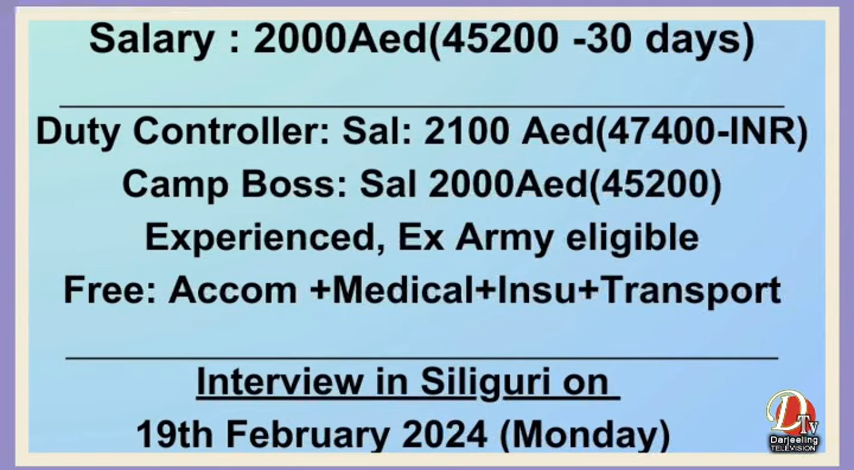 Salary : 2000Aed(45200 -30 days)
Duty Controller: Sal: 2100 Aed(47400-INR)
Camp Boss: Sal 2000Aed(45200)
Experienced, Ex Army eligible
Free: Accom +Medical+Insu+Transport
Interview in Siliguri on
19th February 2024 (Monday)
DTv
Darjeeling
TELEVISION